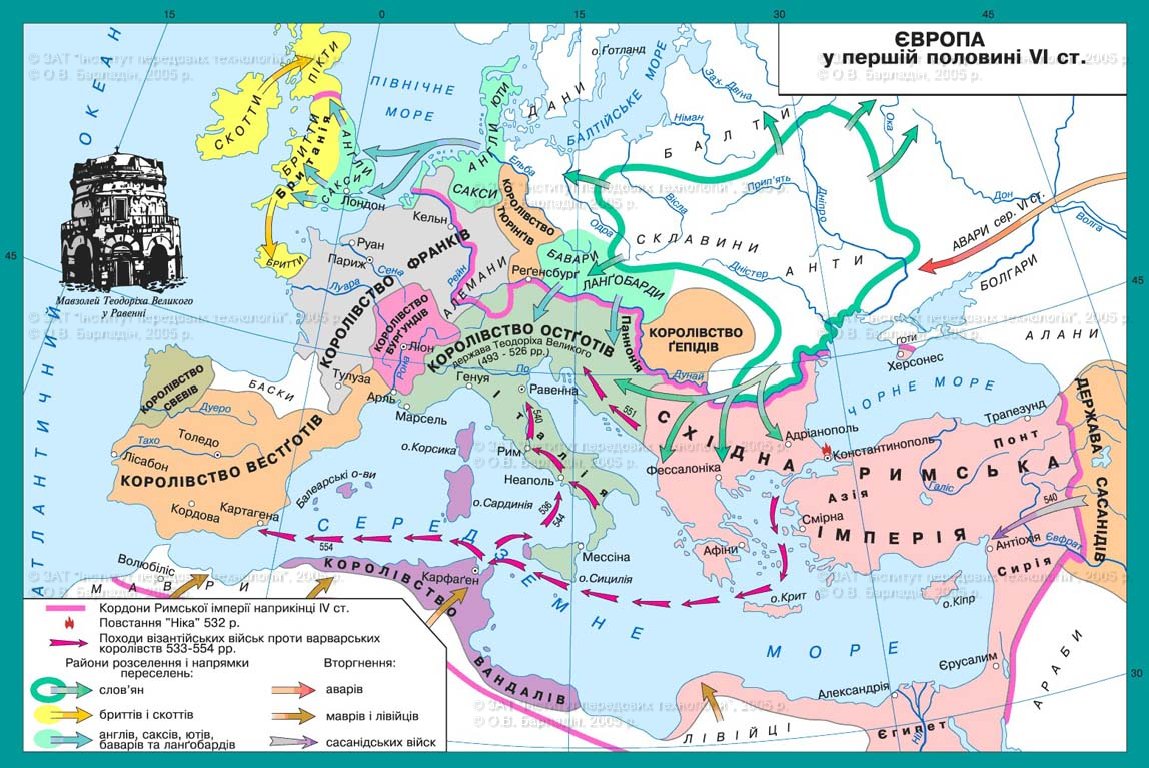 15
0
15
30
45
ЄВРОПА
у першій половині VI ст.
© ЗАТ "Інститут передових технологій", 2005 р.
© О.В. Барладін, 2005 р.
ОКЕАН
АТЛАНТИЧНИЙ
ПІВНІЧНЕ
МОРЕ
БАЛТІЙСЬКЕ МОРЕ
о.Готланд
ПІКТИ
СКОТТИ
БРИТТИ
Британія
АНГЛИ
САКСИ
Лондон
БРИТТИ
АНГЛИ
ЮТИ
ДАНИ
САКСИ
Ельба
БАЛТИ
Зах. Двіна
Німан
Ока
Прип'ять
Дніпро
Дон
Волга
Вісла
Одра
СКЛАВИНИ
АНТИ
Дністер
АВАРИ сер. VI ст.
БОЛГАРИ
АЛАНИ
45
45
Мавзолей Теодоріха Великого
у Равенні
Кельн
Руан
Париж
Сена
Луара
Рейн
КОРОЛІВСТВО ФРАНКІВ
АЛЕМАНИ
КОРОЛІВСТВО
ТЮРІНГІВ
Регенсбург
БАВАРИ
ЛАНГОБАРДИ
Паннонія
КОРОЛІВСТВО
ҐЕПІДІВ
Дунай
КОРОЛІВСТВО
БУРГУНДІВ
Ліон
Рона
КОРОЛІВСТВО ОСТҐОТІВ
держава Теодоріха Великого
(493 - 526 рр.)
По
Генуя
Равенна
Італія
540
551
Рим
Неаполь
536
544
Тулуза
Арль
Марсель
БАСКИ
КОРОЛІВСТВО
СВЕВІВ
Дуеро
Тахо
Толедо
Лісабон
КОРОЛІВСТВО ВЕСТҐОТІВ
Кордова
Картагена
Балеарські о-ви
о.Корсика
о.Сардинія
Мессіна
о.Сицилія
СЕРЕДЗЕМНЕ МОРЕ
554
Волюбіліс
МАВРИ
КОРОЛІВСТВО
ВАНДАЛІВ
Карфаген
готи
Херсонес
ЧОРНЕ МОРЕ
Трапезунд
ДЕРЖАВА САСАНІДІВ
СХІДНА
РИМСЬКА
ІМПЕРІЯ
Адріанополь
Константинополь
Фессалоніка
Понт
Азія
Галіс
Смірна
Афіни
о.Крит
о.Кіпр
540
Антіохія
Євфрат
Сирія
Єрусалим
АРАБИ
Александрія
Єгипет
Ніл
ЛІВІЙЦІ
30
Кордони Римської імперії наприкінці IV ст.
Повстання "Ніка" 532 р.
Походи візантійських військ проти варварських
королівств 533-554 рр.
Райони розселення і напрямки
переселень:
слов'ян
бриттів і скоттів
англів, саксів, ютів,
баварів та лангобардів
Вторгнення:
аварів
маврів і лівійців
сасанідських військ